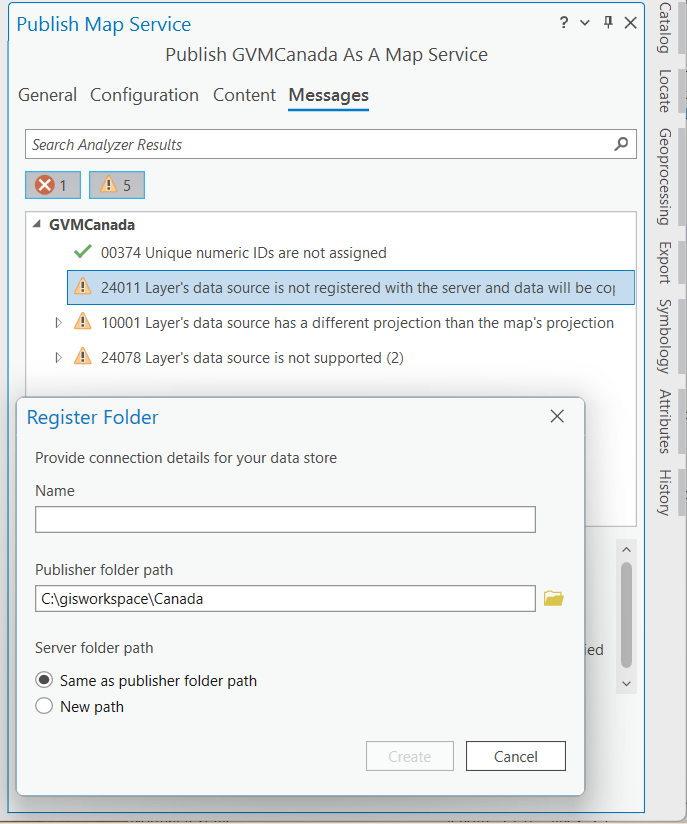 Publish Map Service
?
Publish GVMCanada As A Map Service
General Configuration Content Messages
Search Analyzer Results
1
5
GVMCanada
00374 Unique numeric IDs are not assigned
24011 Layer's data source is not registered with the server and data will be
10001 Layer's data source has a different projection than the map's projection
24078 Layer's data source is not supported (2)
Register Folder
Provide connection details for your data store
Name
Publisher folder path
C:\gisworkspace\Canada
Server folder path
Same as publisher folder path
New path
Create Cancel
ied
Catalog
Locate
Geoprocessing
Export
Symbology
Attributes
History